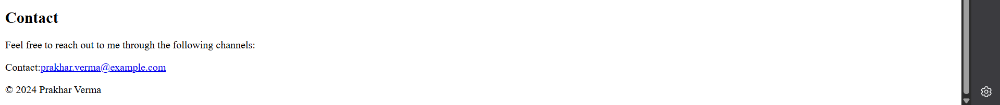 Contact
Feel free to reach out to me through the following channels:
Contact:prakhar.verma@example.com
© 2024 Prakhar Verma